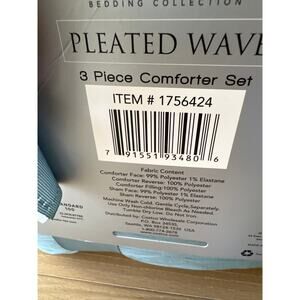 BEDDING COLLECTION
PLEATED WAVE
3 Piece Comforter Set
ITEM # 1756424
7 91551 93480 6
Fabric Content
Comforter Face: 99% Polyester 1% Elastane
Comforter Reverse: 100% Polyester
Comforter Filling: 100% Polyester
Sham Face: 99% Polyester 1% Elastane
Sham Reverse: 100% Polyester
Machine Wash Cold, Gentle Cycle, Separately.
Use Only Non-chlorine Bleach As Needed.
Tumble Dry Low. Do Not Iron.
Distributed by: Costco Wholesale Corporation
Seattle, WA
USA